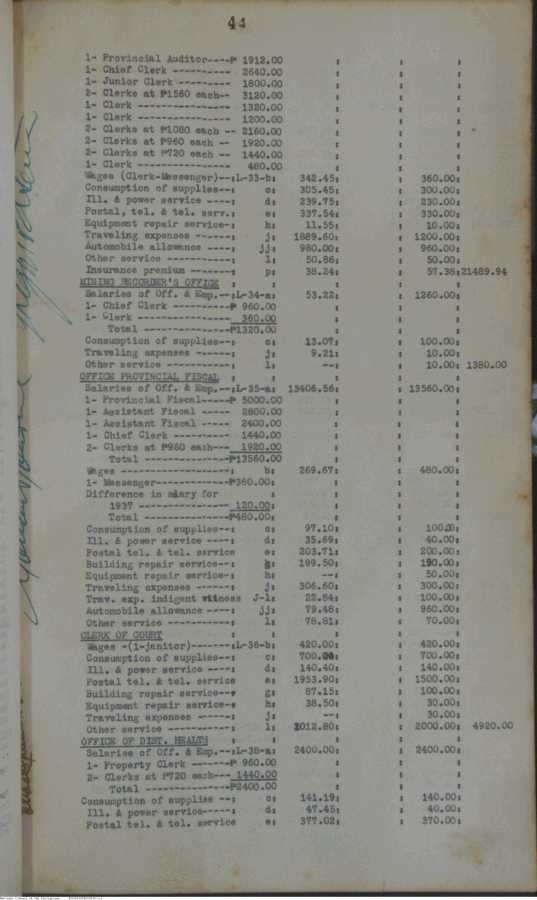 44
1- Provincial Auditor----₱ 1912.00 : : :
1- Chief Clerk ---------- 2640.00 : : :
1- Junior Clerk --------- 1800.00 : : :
2- Clerks at ₱1560 each-- 3120.00 : : :
1- Clerk ---------------- 1320.00 : : :
1- Clerk ---------------- 1200.00 : : :
2- Clerks at ₱1080 each -- 2160.00 : : :
2- Clerks at ₱960 each -- 1920.00 : : :
2- Clerks at ₱720 each -- 1440.00 : : :
1- Clerk ---------------- 480.00 : : :
Wages (Clerk-Messenger)--:L-33-b: 342.45: : 360.00:
Consumption of supplies--: c: 305.45: : 300.00:
Ill. & power service ----: d: 239.75: : 230.00:
Postal, tel. & tel. serv.: e: 337.54: : 330.00:
Equipment repair service-: h: 11.55: : 10.00:
Traveling expenses ------: j: 1889.60: : 1200.00:
Automobile allowance ----: jj: 980.00: : 960.00:
Other service -----------: l: 50.86: : 50.00:
Insurance premium -------: p: 38.24: : 57.38:21489.94
MINING RECORDER'S OFFICE : : : : :
Salaries of Off. & Emp.--:L-34-a: 53.22: : 1260.00:
1- Chief Clerk ----------₱ 960.00 : : :
1- Clerk ---------------- 360.00 : : :
Total --------------₱1320.00 : : :
Consumption of supplies--: c: 13.07: : 100.00:
Traveling expenses ------: j: 9.21: : 10.00:
Other service -----------: l: --: : 10.00: 1380.00
OFFICE PROVINCIAL FISCAL : : : : :
Salaries of Off. & Emp.--:L-35-a: 13406.56: : 13560.00:
1- Provincial Fiscal-----₱ 5000.00 : : :
1- Assistant Fiscal ----- 2800.00 : : :
1- Assistant Fiscal ----- 2400.00 : : :
1- Chief Clerk ---------- 1440.00 : : :
2- Clerks at ₱960 each--- 1920.00 : : :
Total --------------₱13560.00 : : :
Wages -------------------: b: 269.67: : 480.00:
1- Messenger------------₱360.00: : : :
Difference in salary for : : : :
1937 ---------------- 120.00: : : :
Total ---------------₱480.00: : : :
Consumption of supplies--: c: 97.10: : 100.00:
Ill. & power service ----: d: 35.69: : 40.00:
Postal tel. & tel. service e: 203.71: : 200.00:
Building repair service--: g: 199.50: : 190.00:
Equipment repair service-: h: --: : 50.00:
Traveling expenses ------: j: 306.60: : 300.00:
Trav. exp. indigent witness J-1: 22.84: : 100.00:
Automobile allowance ----: jj: 79.48: : 960.00:
Other service -----------: l: 78.81: : 70.00:
CLERK OF COURT : : : : :
Wages -(1-janitor)-------:L-36-b: 420.00: : 420.00:
Consumption of supplies--: c: 700.00: : 700.00:
Ill. & power service ----: d: 140.40: : 140.00:
Postal tel. & tel. service e: 1953.90: : 1500.00:
Building repair service--: g: 87.15: : 100.00:
Equipment repair service-: h: 38.50: : 30.00:
Traveling expenses ------: j: --: : 30.00:
Other service -----------: l: 2012.80: : 2000.00: 4920.00
OFFICE OF DIST. HEALTH : : : : :
Salaries of Off. & Emp.--:L-38-a: 2400.00: : 2400.00:
1- Property Clerk -------₱ 960.00 : : :
2- Clerks at ₱720 each--- 1440.00 : : :
Total ---------------₱2400.00 : : :
Consumption of supplies --: c: 141.19: : 140.00:
Ill. & power service-----: d: 47.45: : 40.00:
Postal tel. & tel. service e: 377.02: : 370.00: